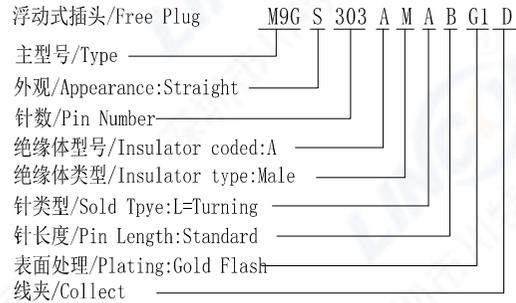 浮动式插头/Free Plug M9G S 303 A M A B G1 D
主型号/Type
外观/Appearance:Straight
针数/Pin Number
绝缘体型号/Insulator coded:A
绝缘体类型/Insulator type:Male
针类型/Sold Tpye:L=Turning
针长度/Pin Length:Standard
表面处理/Plating:Gold Flash
线夹/Collect